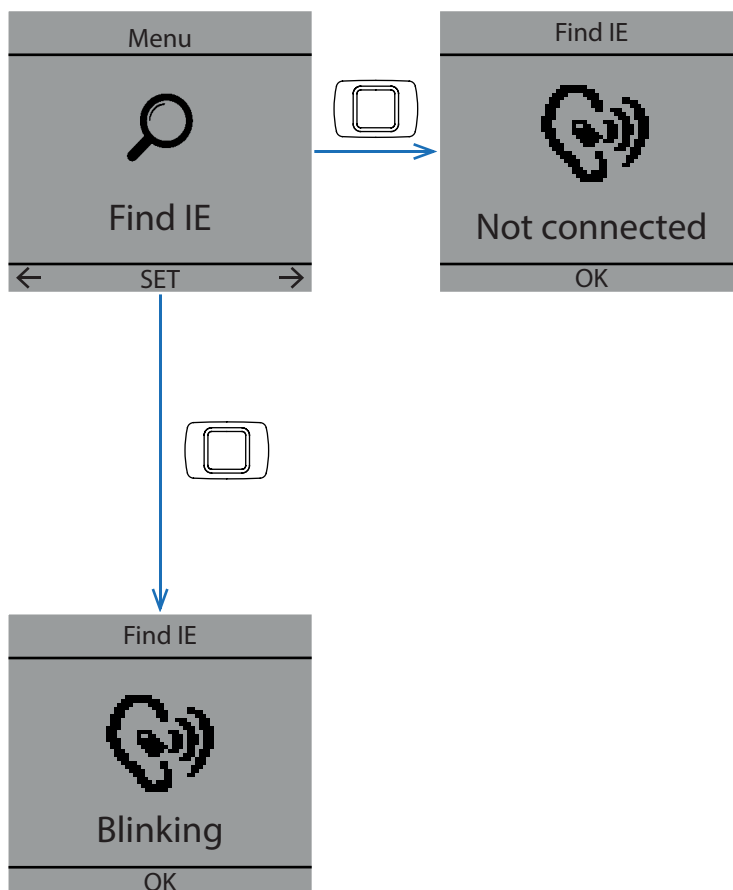 Menu
Find IE
← SET →
Find IE
Not connected
OK
Find IE
Blinking
OK